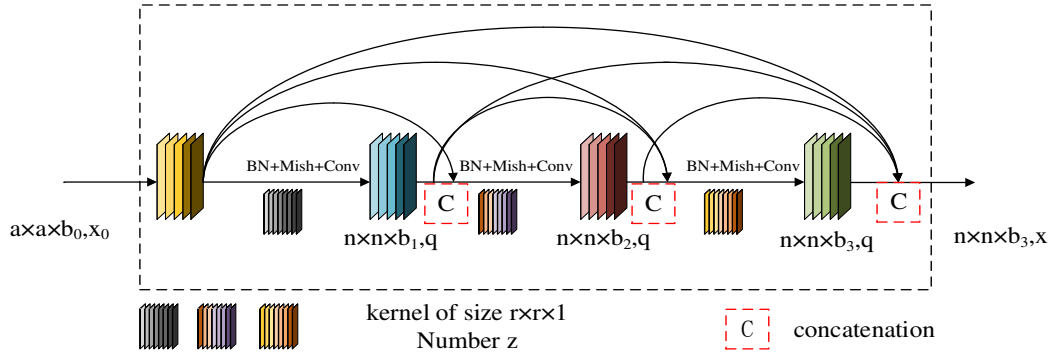 BN+Mish+Conv
BN+Mish+Conv
BN+Mish+Conv
C
C
C
a×a×b₀,x₀
n×n×b₁,q
n×n×b₂,q
n×n×b₃,q
n×n×b₃,x
kernel of size r×r×1
Number z
C
concatenation